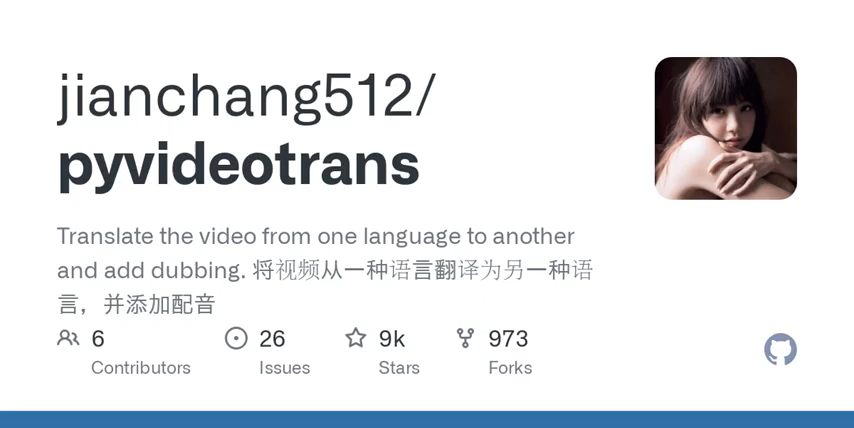 jianchang512/
pyvideotrans
Translate the video from one language to another
and add dubbing. 将视频从一种语言翻译为另一种语
言，并添加配音
6
Contributors
26
Issues
9k
Stars
973
Forks